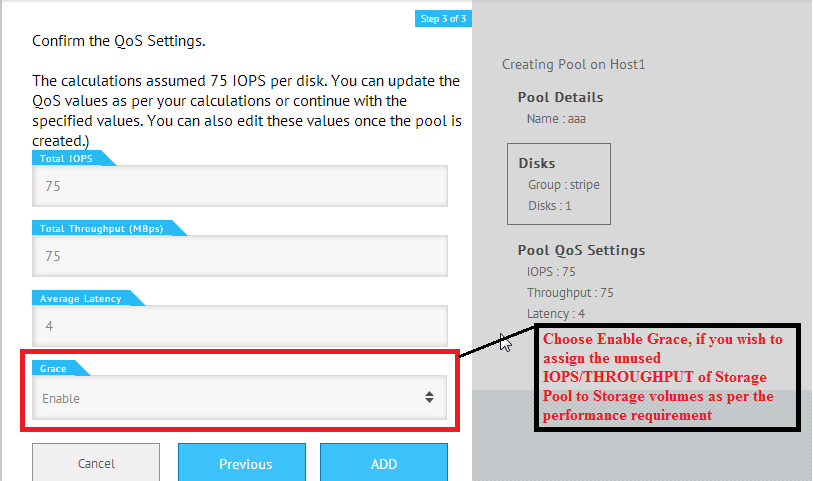 Step 3 of 3
Confirm the QoS Settings.
The calculations assumed 75 IOPS per disk. You can update the
QoS values as per your calculations or continue with the
specified values. You can also edit these values once the pool is
created.)
Total IOPS
75
Total Throughput (MBps)
75
Average Latency
4
Grace
Enable
Cancel
Previous
ADD
Creating Pool on Host1
Pool Details
Name : aaa
Disks
Group : stripe
Disks : 1
Pool QoS Settings
IOPS : 75
Throughput : 75
Latency : 4
Choose Enable Grace, if you wish to
assign the unused
IOPS/THROUGHPUT of Storage
Pool to Storage volumes as per the
performance requirement